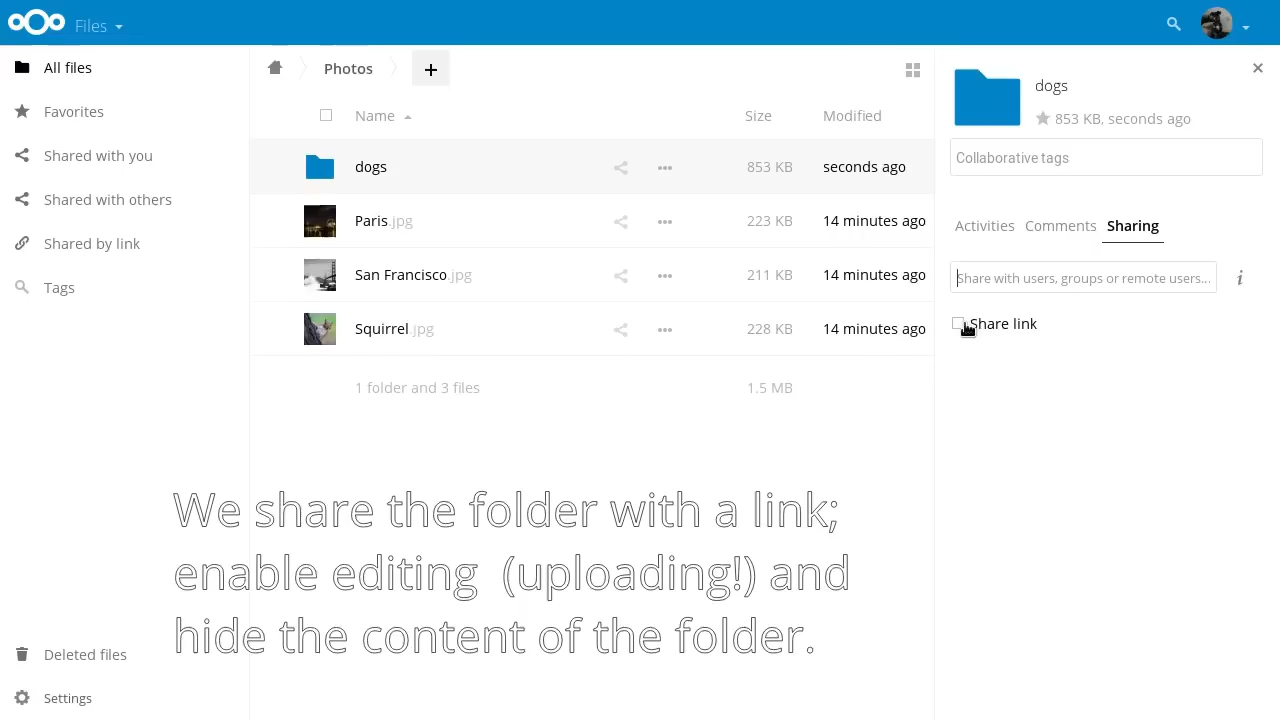 Files
All files
Favorites
Shared with you
Shared with others
Shared by link
Tags
Deleted files
Settings
Photos
+
Name Size Modified
dogs 853 KB seconds ago
Paris.jpg 223 KB 14 minutes ago
San Francisco.jpg 211 KB 14 minutes ago
Squirrel.jpg 228 KB 14 minutes ago
1 folder and 3 files 1.5 MB
dogs
853 KB, seconds ago
Collaborative tags
Activities Comments Sharing
Share with users, groups or remote users... i
Share link
We share the folder with a link;
enable editing (uploading!) and
hide the content of the folder.